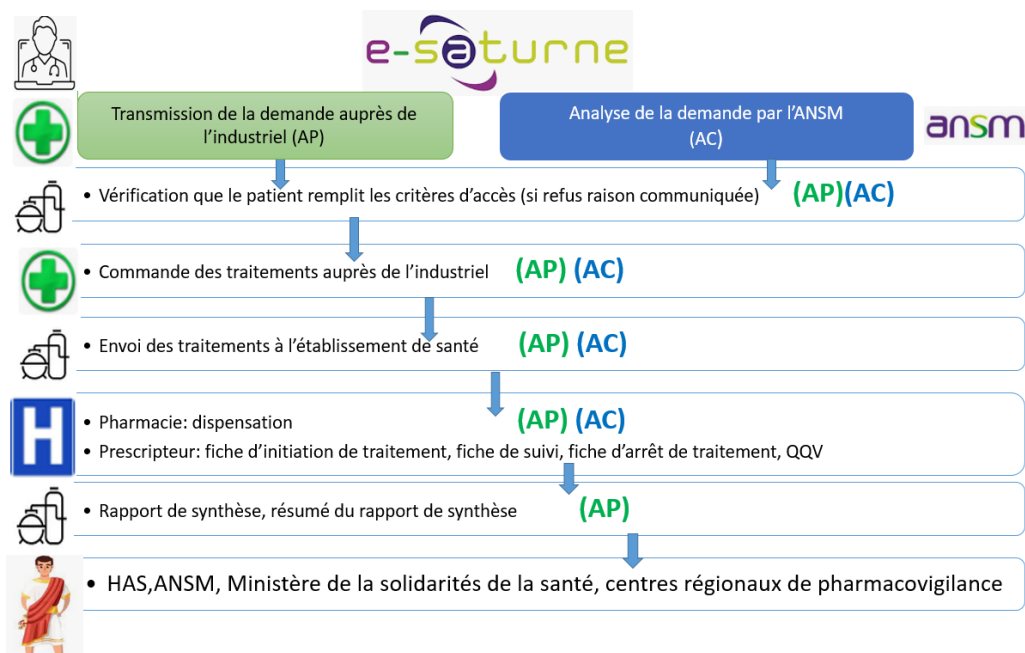 e-saturne
Transmission de la demande auprès de
l'industriel (AP)
Analyse de la demande par l'ANSM
(AC)
ansm
• Vérification que le patient remplit les critères d'accès (si refus raison communiquée) (AP)(AC)
• Commande des traitements auprès de l'industriel (AP) (AC)
• Envoi des traitements à l'établissement de santé (AP) (AC)
H
• Pharmacie: dispensation (AP) (AC)
• Prescripteur: fiche d'initiation de traitement, fiche de suivi, fiche d'arrêt de traitement, QQV
• Rapport de synthèse, résumé du rapport de synthèse (AP)
• HAS,ANSM, Ministère de la solidarités de la santé, centres régionaux de pharmacovigilance